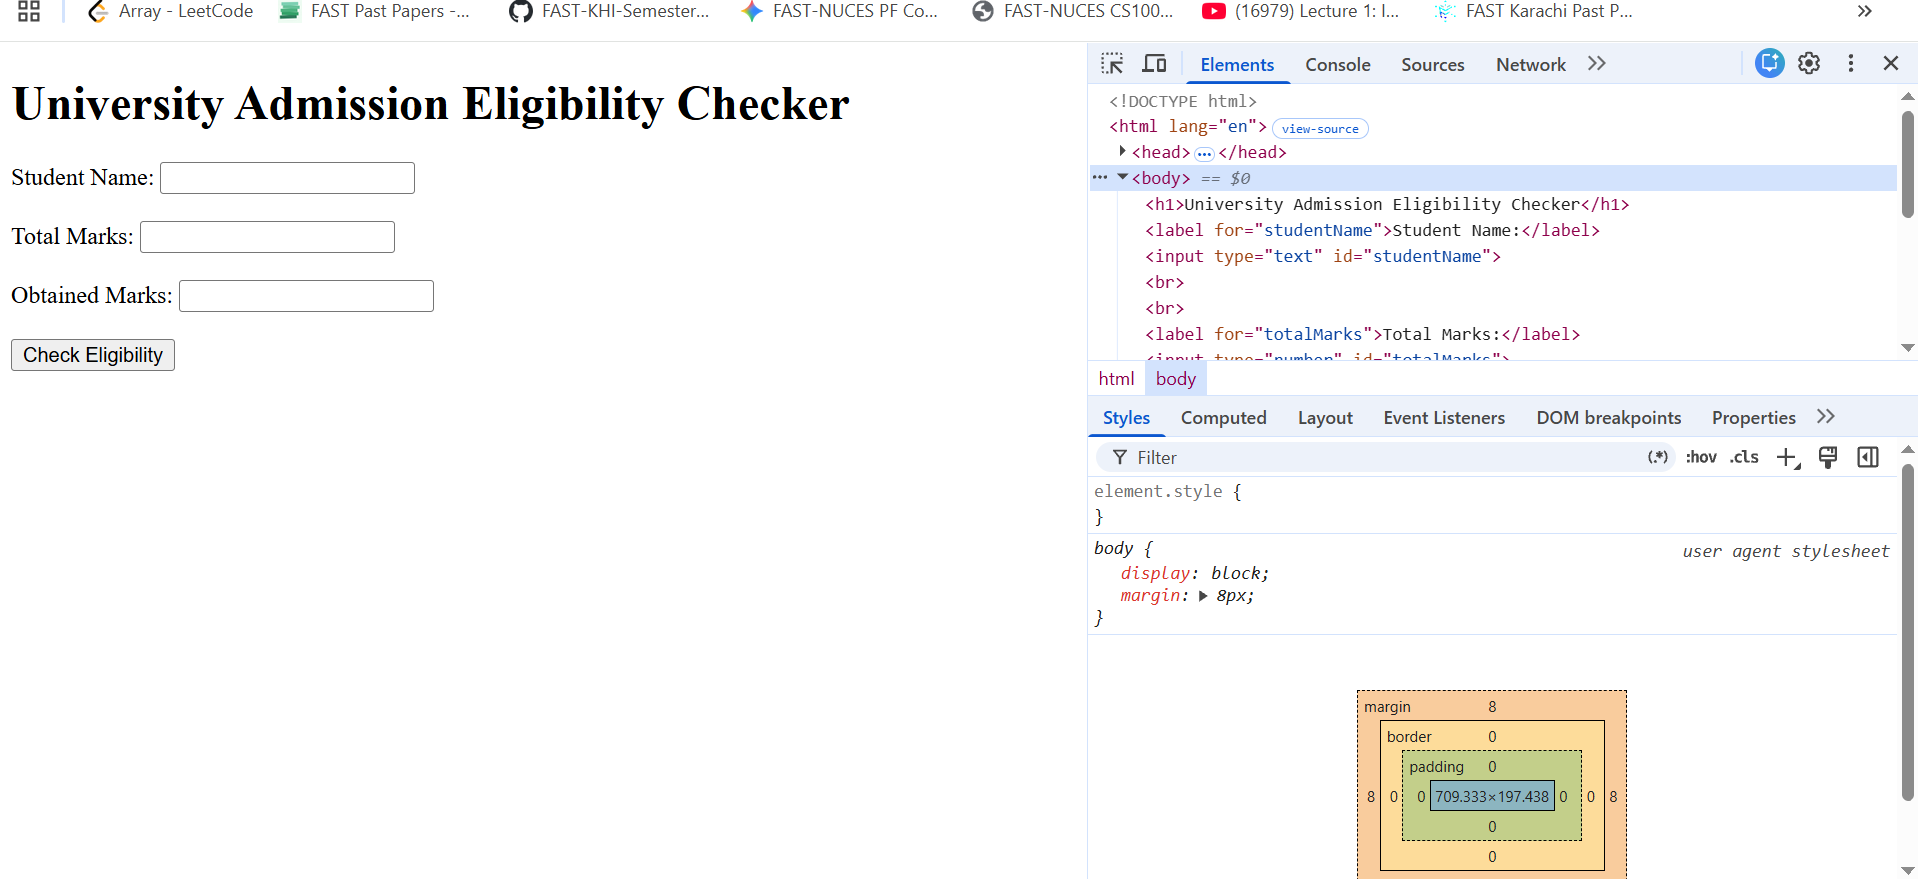 Array - LeetCode
FAST Past Papers -...
FAST-KHI-Semester...
FAST-NUCES PF Co...
FAST-NUCES CS100...
(16979) Lecture 1: I...
FAST Karachi Past P...
University Admission Eligibility Checker
Student Name:
Total Marks:
Obtained Marks:
Check Eligibility
Elements Console Sources Network
<!DOCTYPE html>
<html lang="en"> view-source
<head> ... </head>
... <body> == $0
<h1>University Admission Eligibility Checker</h1>
<label for="studentName">Student Name:</label>
<input type="text" id="studentName">
<br>
<br>
<label for="totalMarks">Total Marks:</label>
<input type="number" id="totalMarks">
html body
Styles Computed Layout Event Listeners DOM breakpoints Properties
Filter (.*) :hov .cls
element.style {
}
body { user agent stylesheet
display: block;
margin: 8px;
}
margin 8
border 0
padding 0
8 0 0 709.333×197.438 0 0 8
0
0